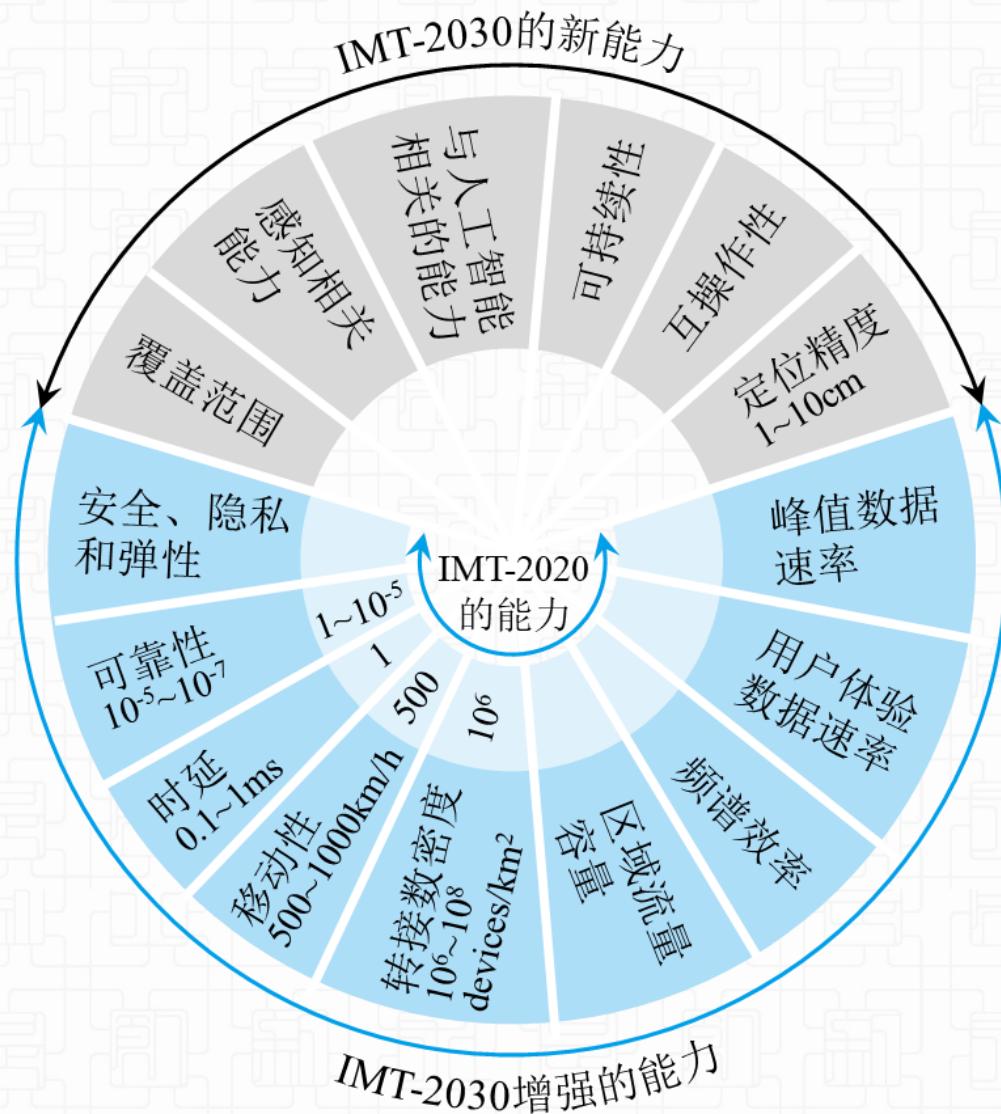 IMT-2030的新能力
覆盖范围
感知相关
能力
与人工智能
相关的能力
可持续性
互操作性
定位精度
1~10cm
峰值数据
速率
用户体验
数据速率
频谱效率
区域流量
容量
转接数密度
10⁶~10⁸
devices/km²
10⁶
移动性
500~1000km/h
500
时延
0.1~1ms
1
可靠性
10⁻⁵~10⁻⁷
1~10⁻⁵
安全、隐私
和弹性
IMT-2020
的能力
IMT-2030增强的能力